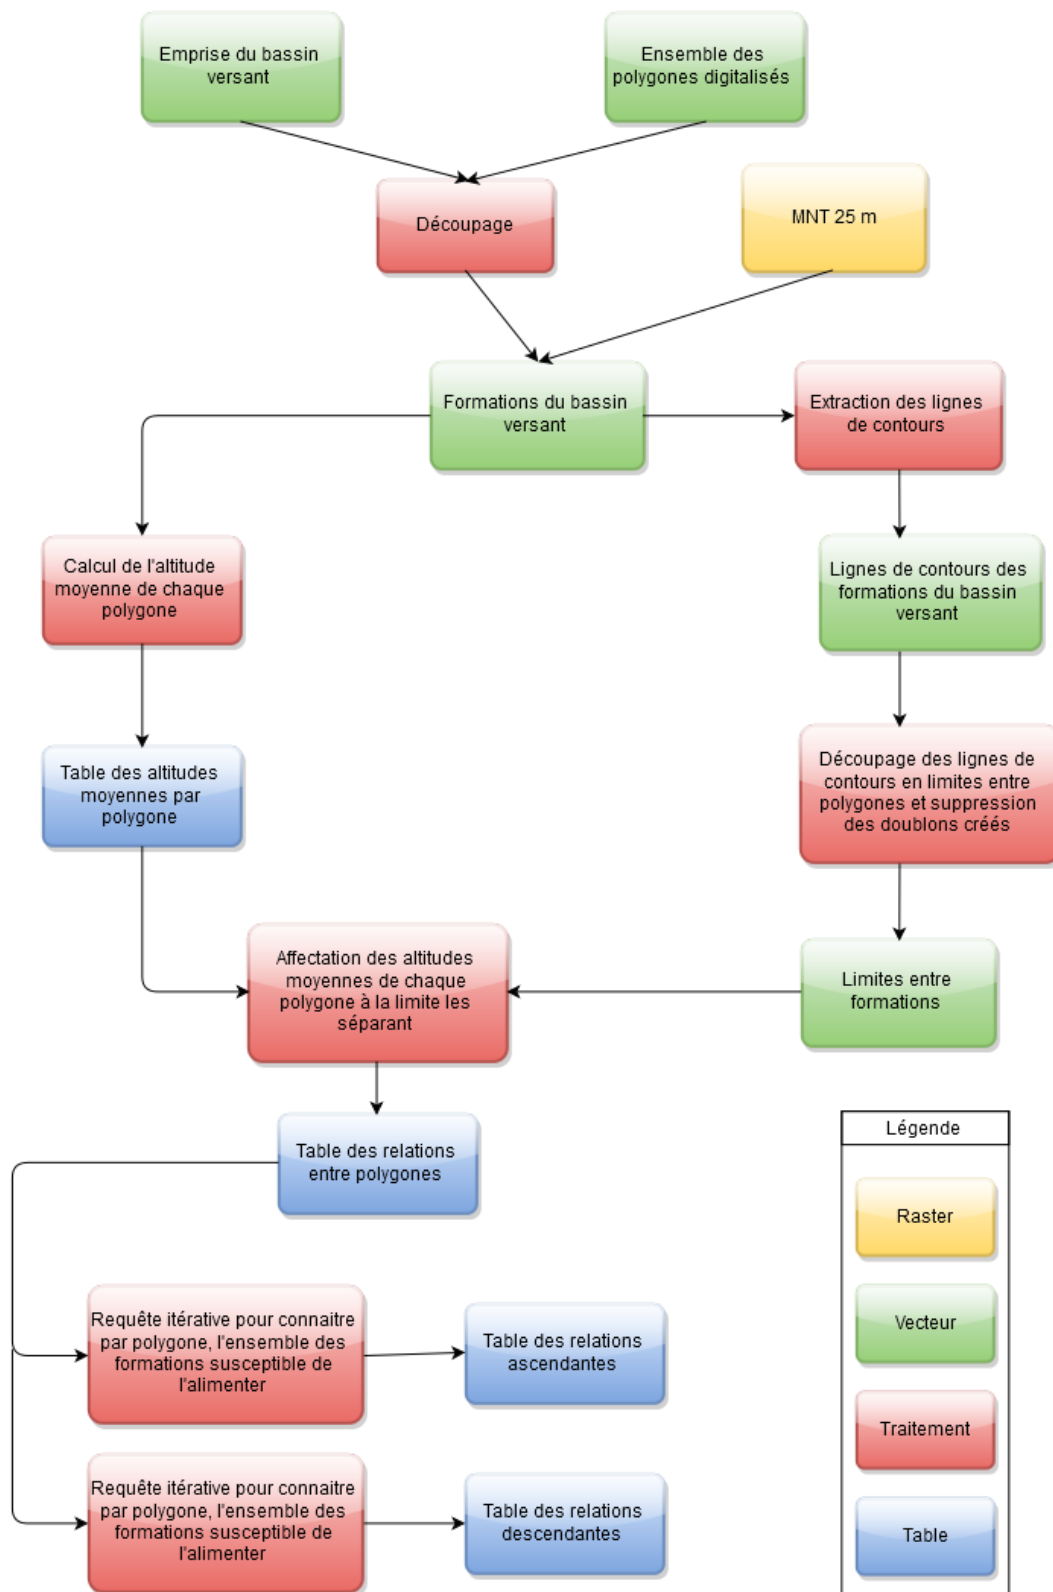 Emprise du bassin
versant
Ensemble des
polygones digitalisés
Découpage
MNT 25 m
Formations du bassin
versant
Extraction des lignes
de contours
Calcul de l'altitude
moyenne de chaque
polygone
Lignes de contours des
formations du bassin
versant
Table des altitudes
moyennes par
polygone
Découpage des lignes de
contours en limites entre
polygones et suppression
des doublons créés
Affectation des altitudes
moyennes de chaque
polygone à la limite les
séparant
Limites entre
formations
Table des relations
entre polygones
Requête itérative pour connaitre
par polygone, l'ensemble des
formations susceptible de
l'alimenter
Table des relations
ascendantes
Requête itérative pour connaitre
par polygone, l'ensemble des
formations susceptible de
l'alimenter
Table des relations
descendantes
Légende
Raster
Vecteur
Traitement
Table